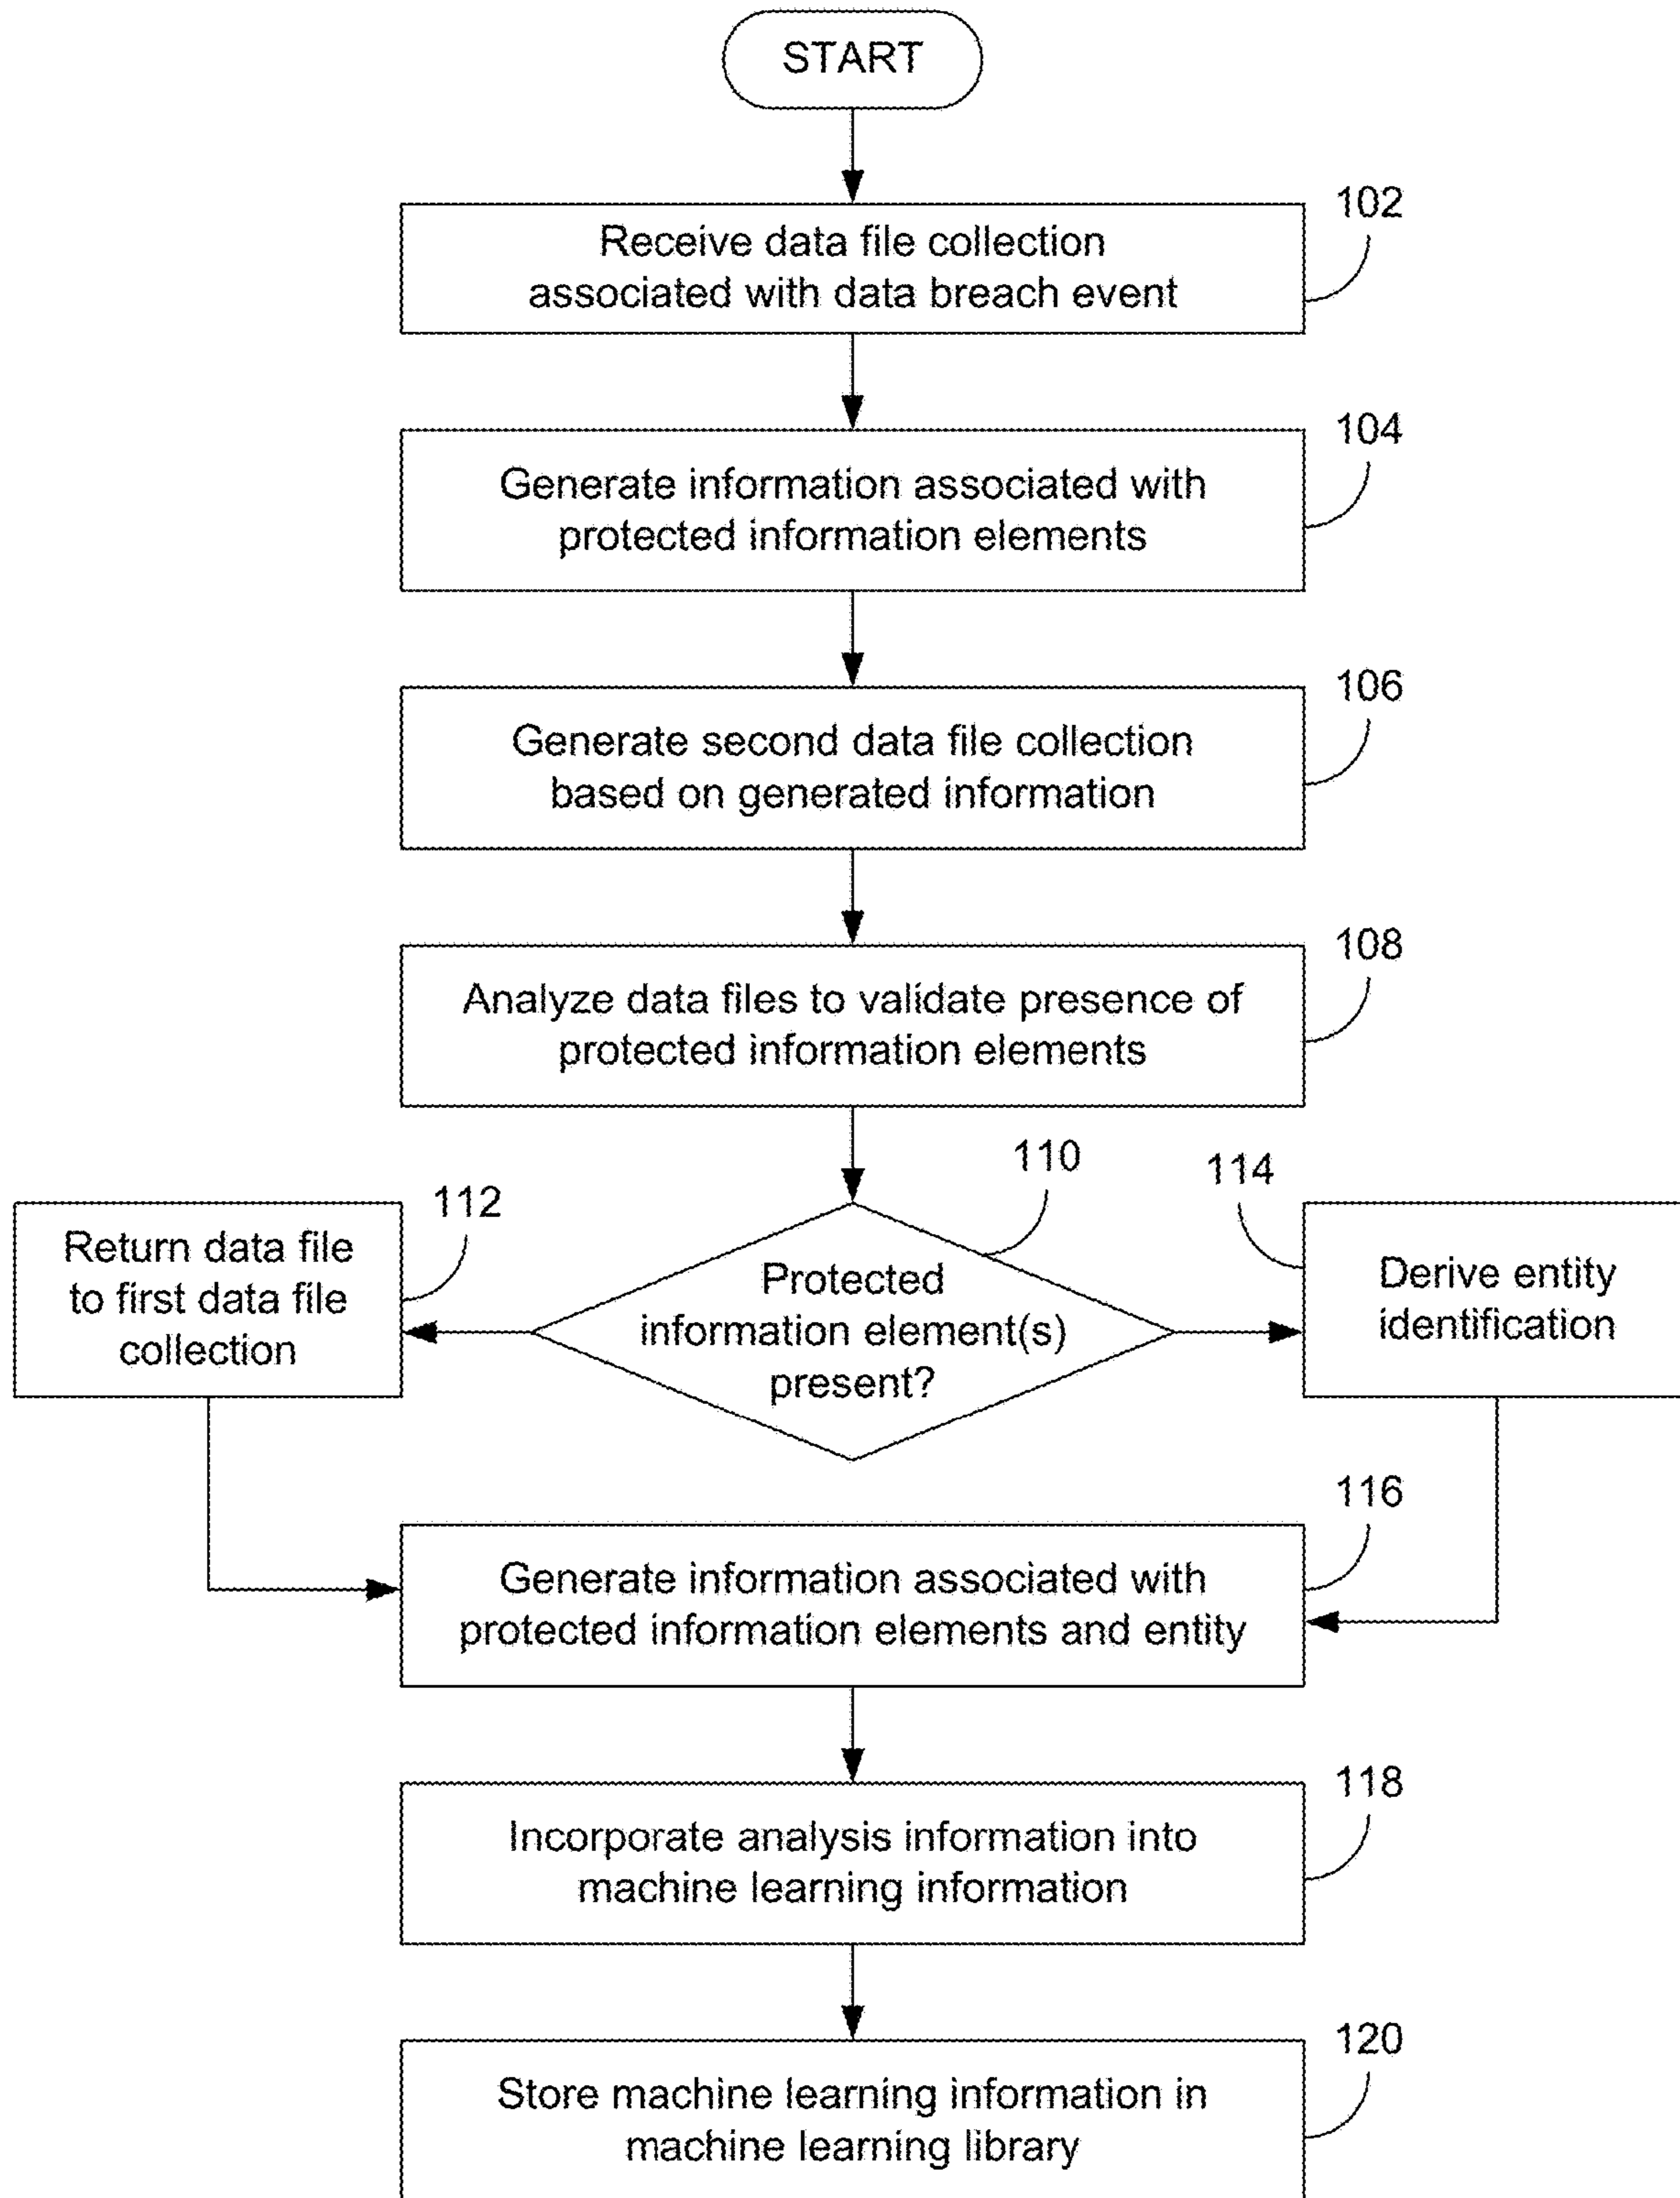 START
102
Receive data file collection
associated with data breach event
104
Generate information associated with
protected information elements
106
Generate second data file collection
based on generated information
108
Analyze data files to validate presence of
protected information elements
110
114
112
Return data file
to first data file
collection
Protected
information element(s)
present?
Derive entity
identification
116
Generate information associated with
protected information elements and entity
118
Incorporate analysis information into
machine learning information
120
Store machine learning information in
machine learning library